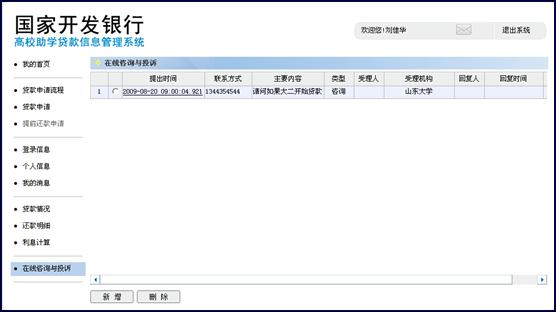 国家开发银行
高校助学贷款信息管理系统
欢迎您!刘佳华
退出系统
我的首页
贷款申请流程
贷款申请
提前还款申请
登录信息
个人信息
我的消息
贷款情况
还款明细
利息计算
在线咨询与投诉
在线咨询与投诉
提出时间 联系方式 主要内容 类型 受理人 受理机构 回复人 回复时间
1 2009-08-20 09:00:04.921 1344354544 请问如果大二开始贷款 咨询 山东大学
新 增
删 除